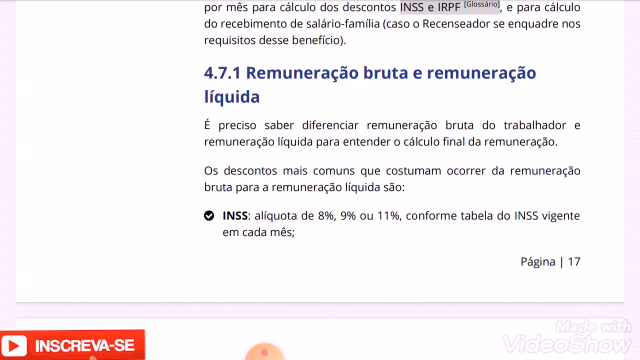 por mês para cálculo dos descontos INSS e IRPF [Glossário], e para cálculo
do recebimento de salário-família (caso o Recenseador se enquadre nos
requisitos desse benefício).
4.7.1 Remuneração bruta e remuneração
líquida
É preciso saber diferenciar remuneração bruta do trabalhador e
remuneração líquida para entender o cálculo final da remuneração.
Os descontos mais comuns que costumam ocorrer da remuneração
bruta para a remuneração líquida são:
INSS: alíquota de 8%, 9% ou 11%, conforme tabela do INSS vigente
em cada mês;
Página | 17
INSCREVA-SE
Made with
VideoShow